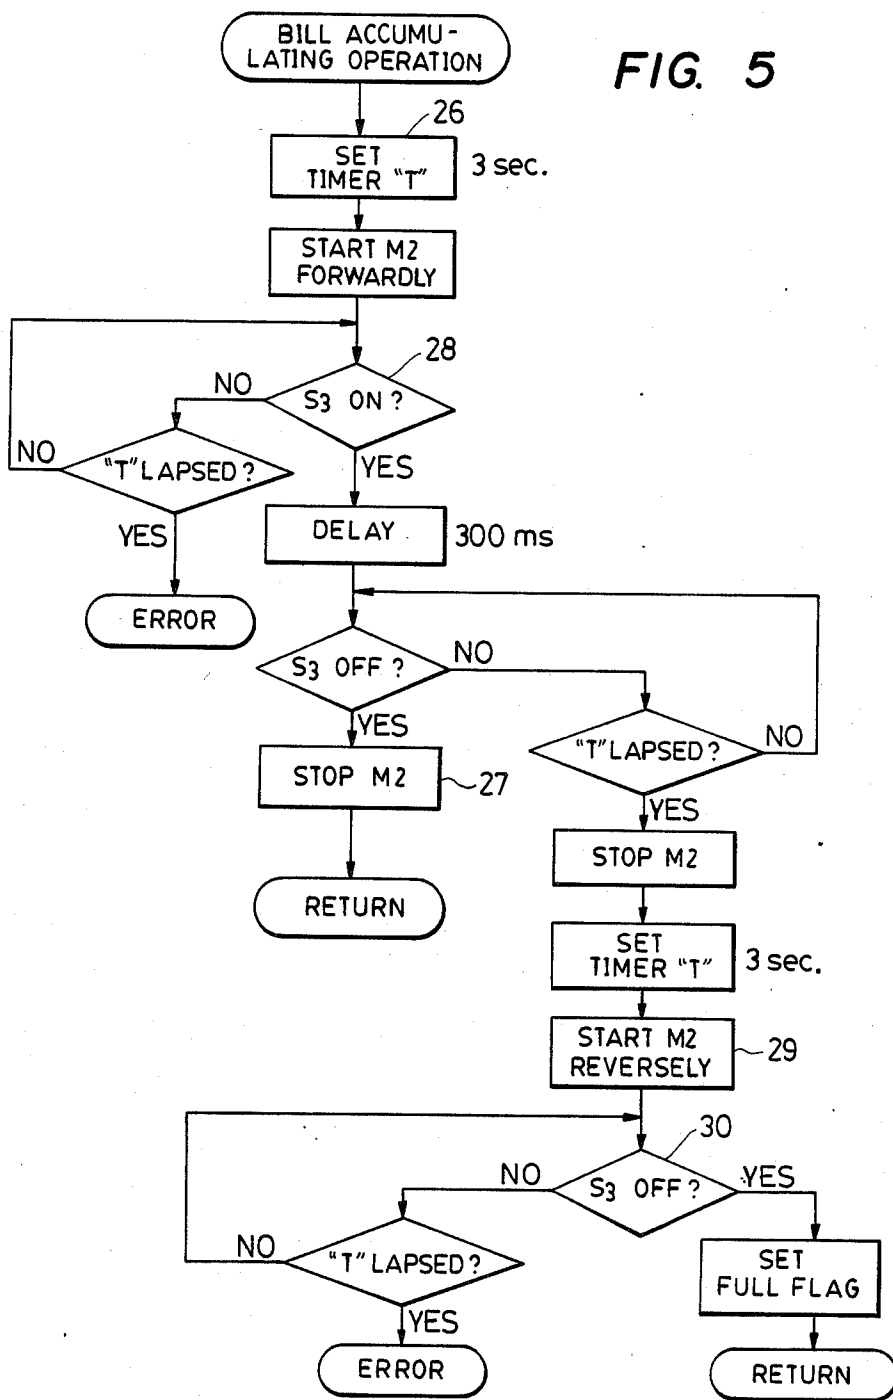 BILL ACCUMU-
LATING OPERATION
FIG. 5
26
SET
TIMER "T"
3 sec.
START M2
FORWARDLY
28
NO
S3 ON?
NO
"T" LAPSED?
YES
YES
DELAY
300 ms
ERROR
S3 OFF?
NO
YES
"T" LAPSED?
NO
STOP M2
27
YES
STOP M2
RETURN
SET
TIMER "T"
3 sec.
START M2
REVERSELY
29
30
NO
S3 OFF?
YES
NO
"T" LAPSED?
SET
FULL FLAG
YES
ERROR
RETURN